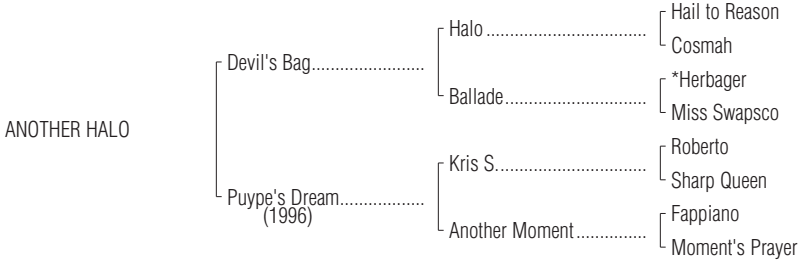 Hail to Reason
Halo
Cosmah
Devil's Bag
*Herbager
Ballade
Miss Swapsco
ANOTHER HALO
Roberto
Kris S.
Sharp Queen
Puype's Dream
(1996)
Fappiano
Another Moment
Moment's Prayer